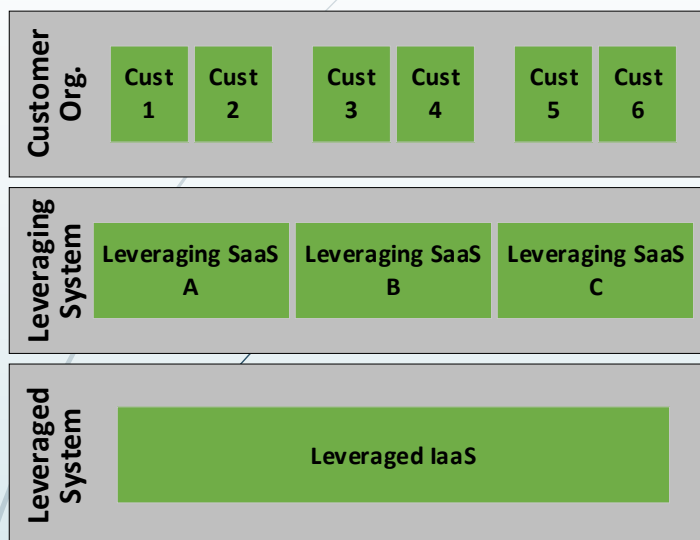 Customer
Org.
Cust
1
Cust
2
Cust
3
Cust
4
Cust
5
Cust
6
Leveraging
System
Leveraging SaaS
A
Leveraging SaaS
B
Leveraging SaaS
C
Leveraged
System
Leveraged IaaS